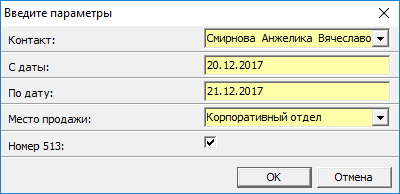 Введите параметры
Контакт: Смирнова Анжелика Вячеславо
С даты: 20.12.2017
По дату: 21.12.2017
Место продажи: Корпоративный отдел
Номер 513:
OK Отмена